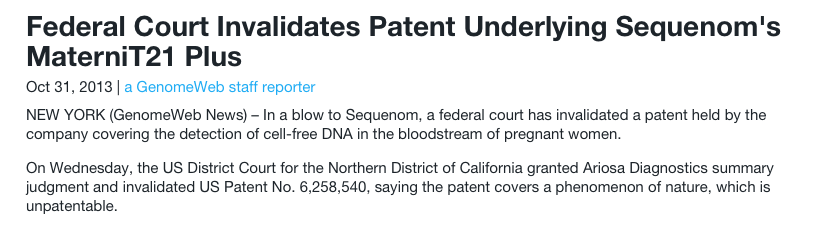 Federal Court Invalidates Patent Underlying Sequenom's
MaterniT21 Plus
Oct 31, 2013 | a GenomeWeb staff reporter
NEW YORK (GenomeWeb News) – In a blow to Sequenom, a federal court has invalidated a patent held by the
company covering the detection of cell-free DNA in the bloodstream of pregnant women.
On Wednesday, the US District Court for the Northern District of California granted Ariosa Diagnostics summary
judgment and invalidated US Patent No. 6,258,540, saying the patent covers a phenomenon of nature, which is
unpatentable.